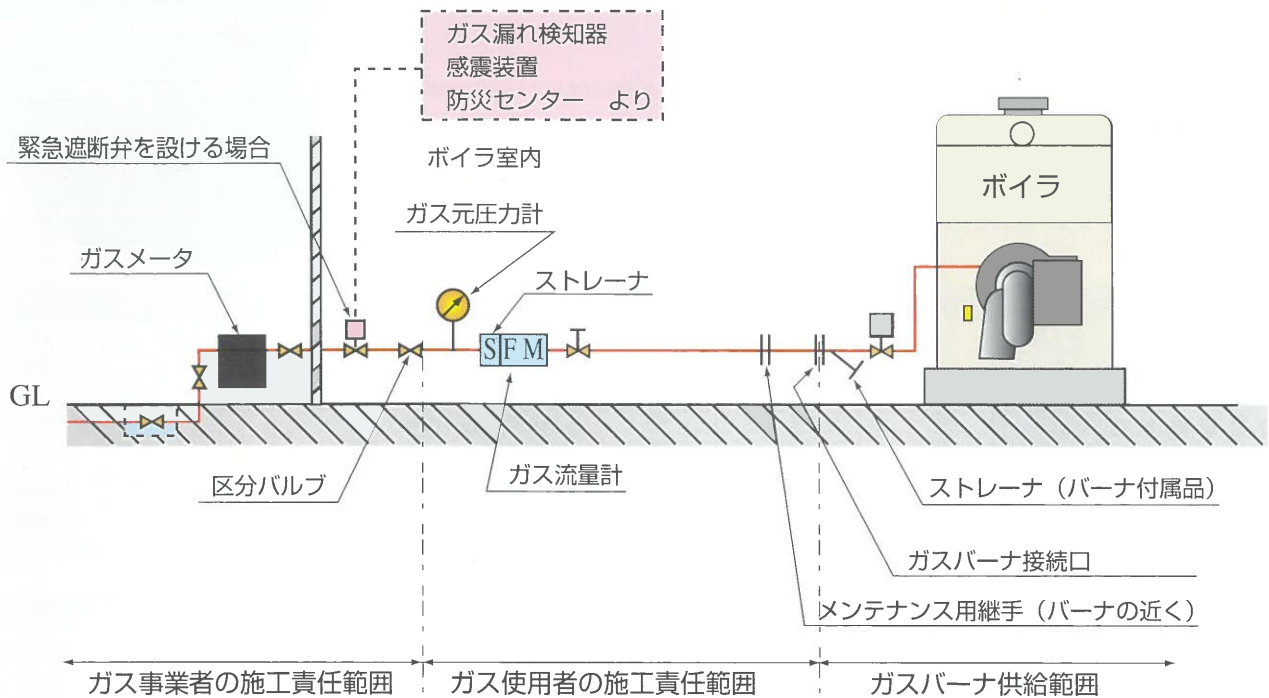 ガス漏れ検知器
感震装置
防災センター より
緊急遮断弁を設ける場合
ボイラ室内
ボイラ
ガス元圧力計
ガスメータ
ストレーナ
S FM
GL
区分バルブ
ガス流量計
ストレーナ（バーナ付属品）
ガスバーナ接続口
メンテナンス用継手（バーナの近く）
ガス事業者の施工責任範囲
ガス使用者の施工責任範囲
ガスバーナ供給範囲